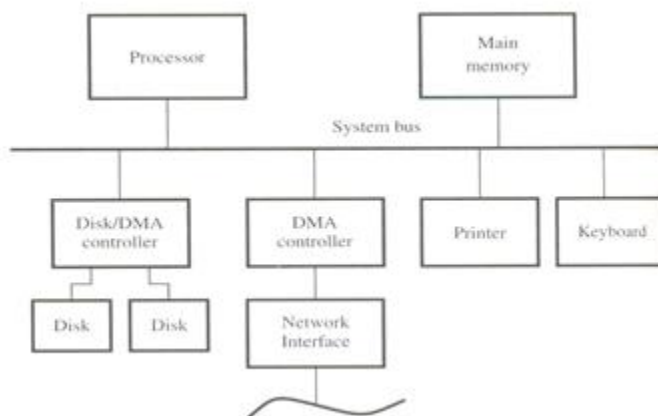 Processor
Main
memory
System bus
Disk/DMA
controller
DMA
controller
Printer
Keyboard
Disk
Disk
Network
Interface